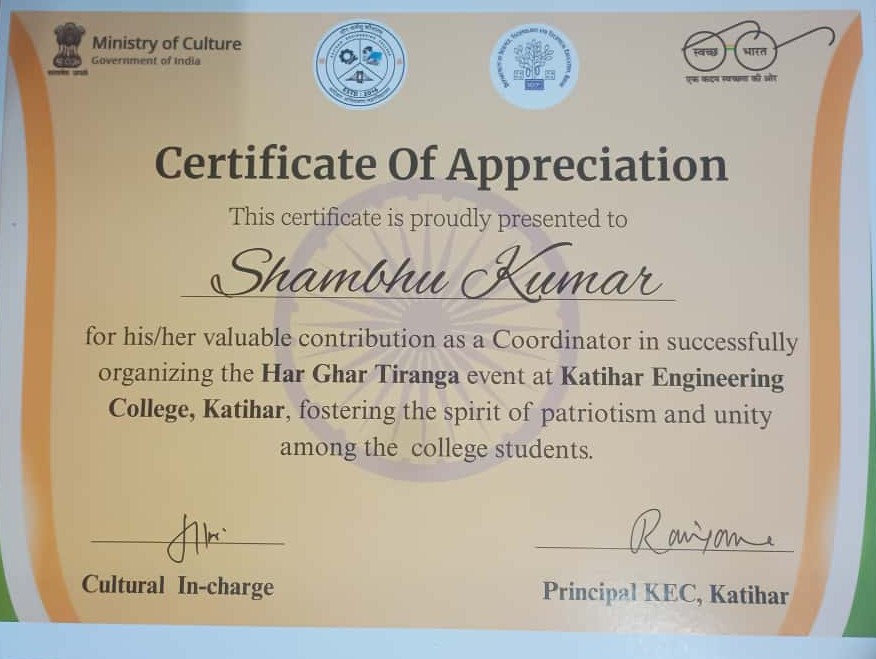 Ministry of Culture
Government of India
सत्यमेव जयते
ESTD - 2016
स्वच्छ भारत
एक कदम स्वच्छता की ओर
Certificate Of Appreciation
This certificate is proudly presented to
Shambhu Kumar
for his/her valuable contribution as a Coordinator in successfully
organizing the Har Ghar Tiranga event at Katihar Engineering
College, Katihar, fostering the spirit of patriotism and unity
among the college students.
Cultural In-charge
Principal KEC, Katihar